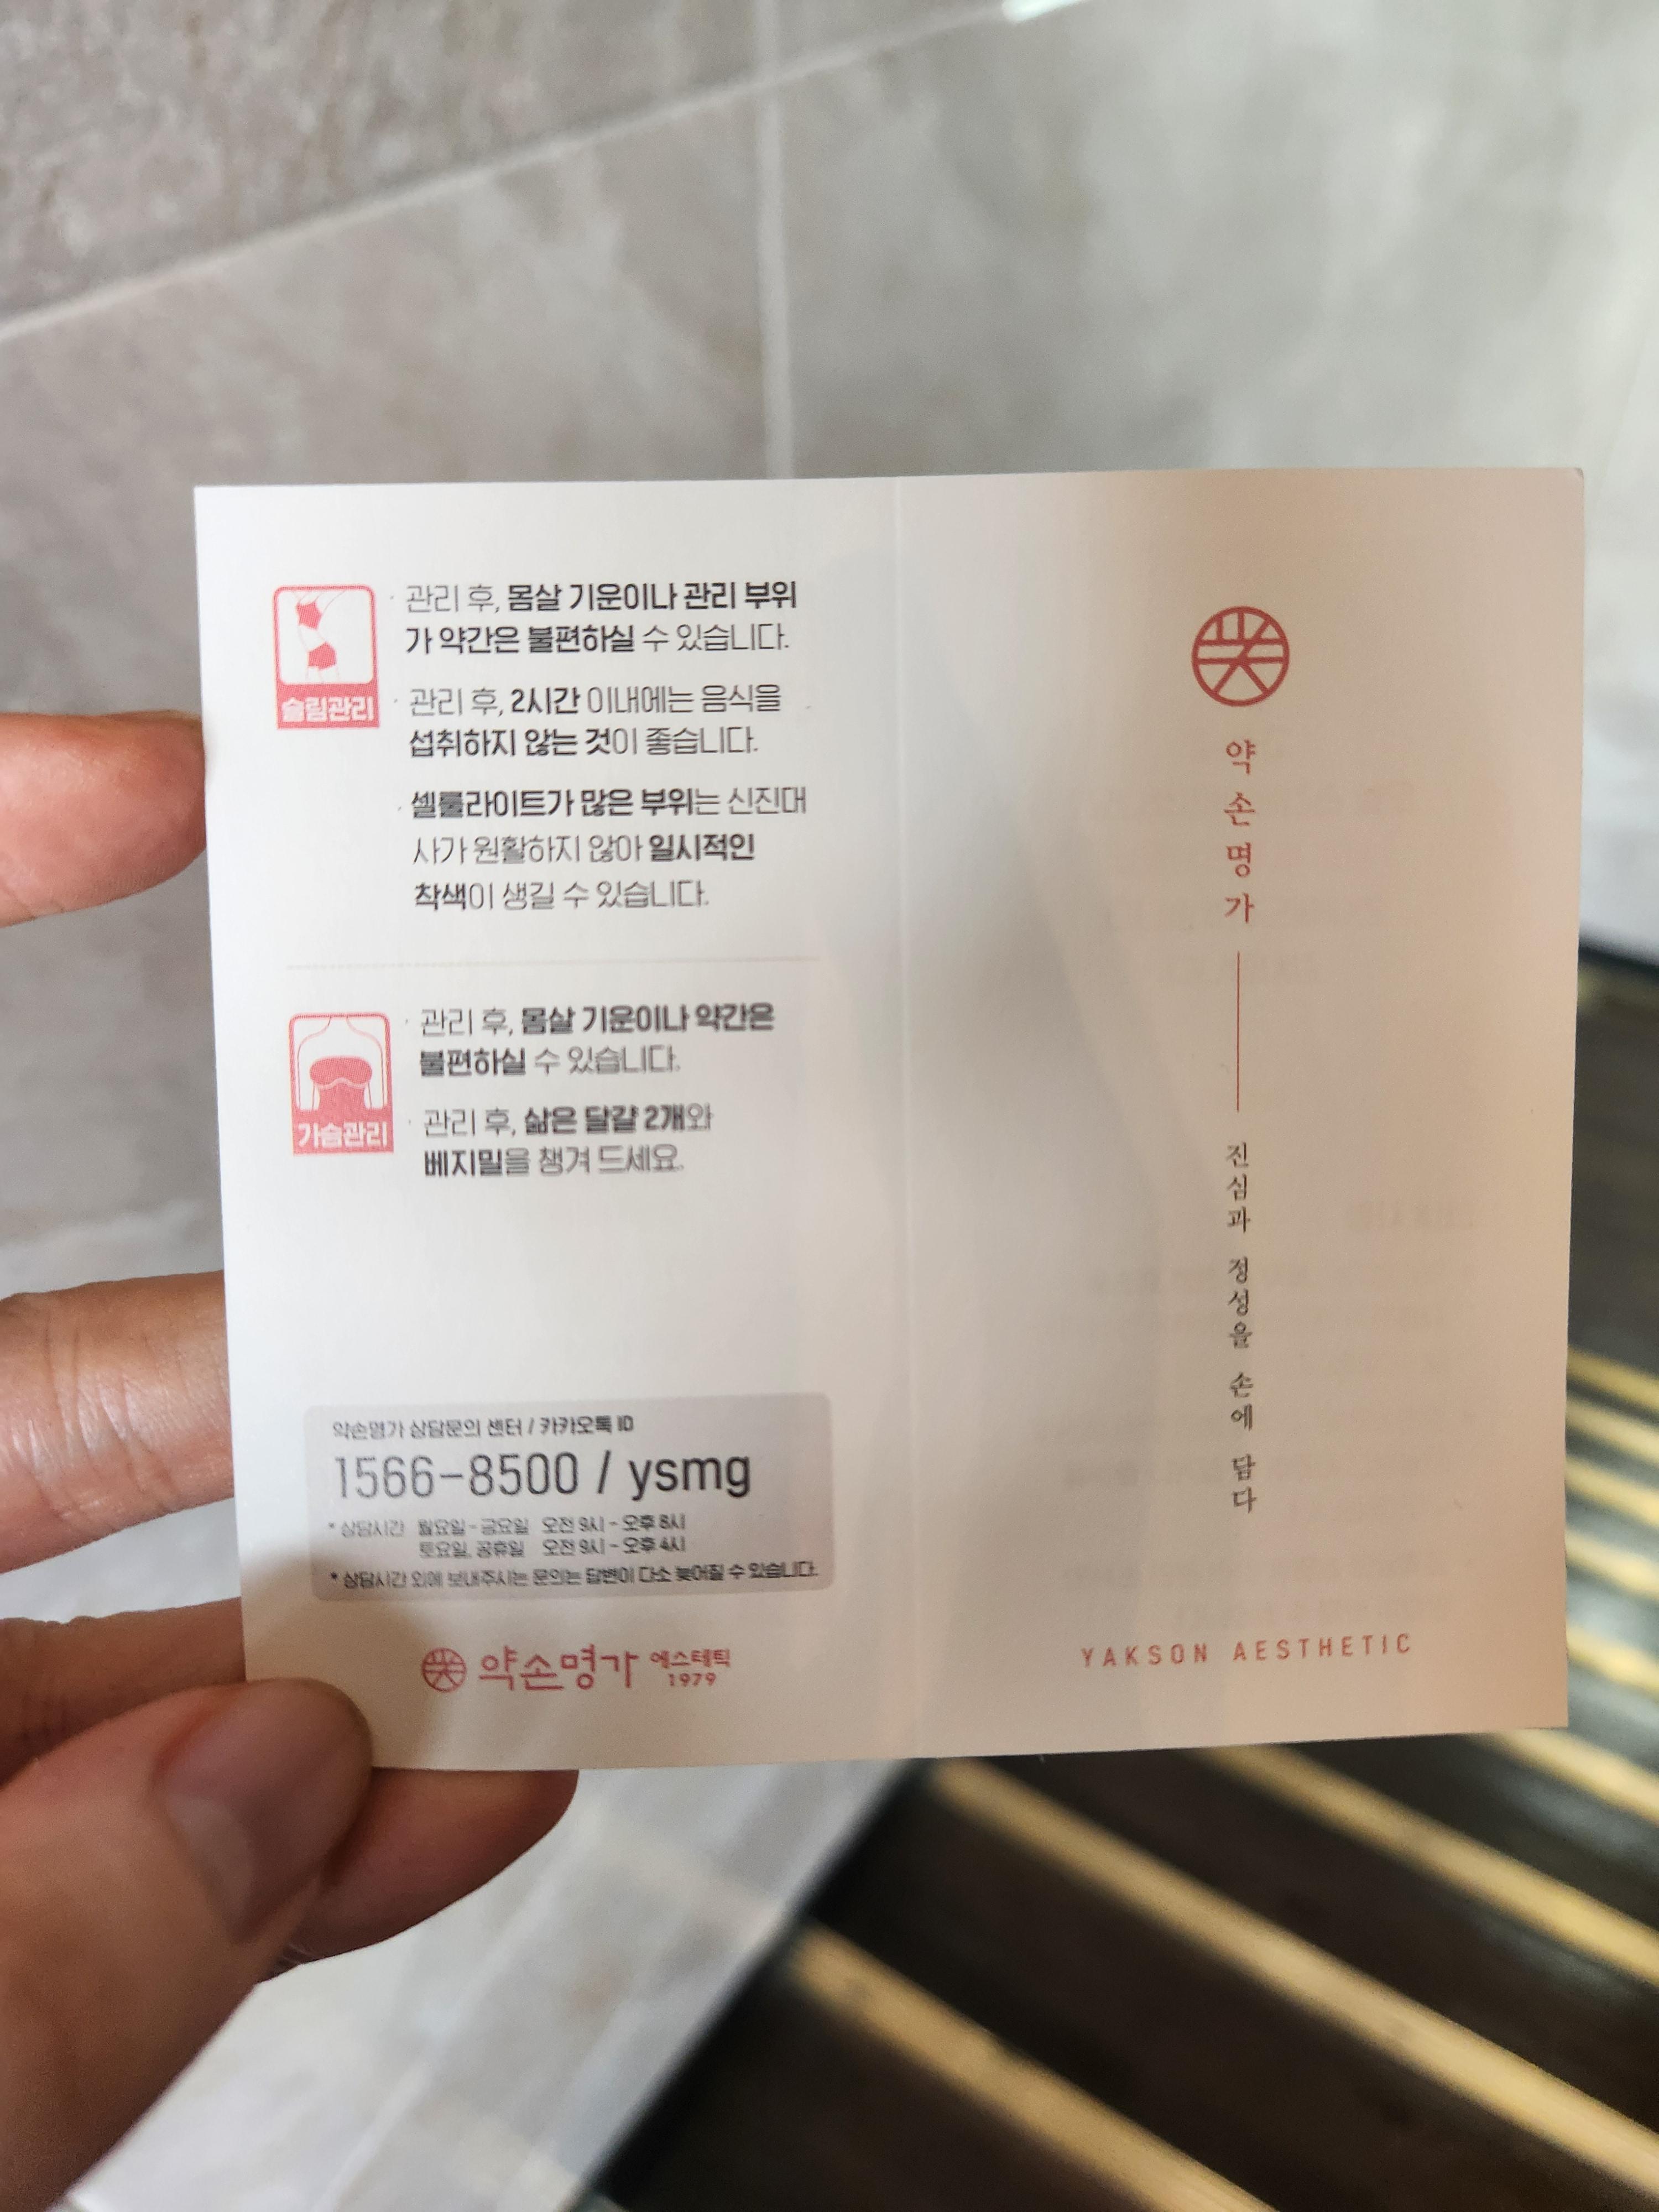 슬림관리
· 관리 후, 몸살 기운이나 관리 부위
가 약간은 불편하실 수 있습니다.
· 관리 후, 2시간 이내에는 음식을
섭취하지 않는 것이 좋습니다.
· 셀룰라이트가 많은 부위는 신진대
사가 원활하지 않아 일시적인
착색이 생길 수 있습니다.
가슴관리
· 관리 후, 몸살 기운이나 약간은
불편하실 수 있습니다.
· 관리 후, 삶은 달걀 2개와
베지밀을 챙겨 드세요.
약손명가 상담문의 센터 / 카카오톡 ID
1566-8500 / ysmg
* 상담시간 월요일 - 금요일 오전 9시 - 오후 8시
토요일, 공휴일 오전 9시 - 오후 4시
* 상담시간 외에 보내주시는 문의는 답변이 다소 늦어질 수 있습니다.
약손명가 에스테틱
1979
약손명가
진심과 정성을 손에 담다
YAKSON AESTHETIC